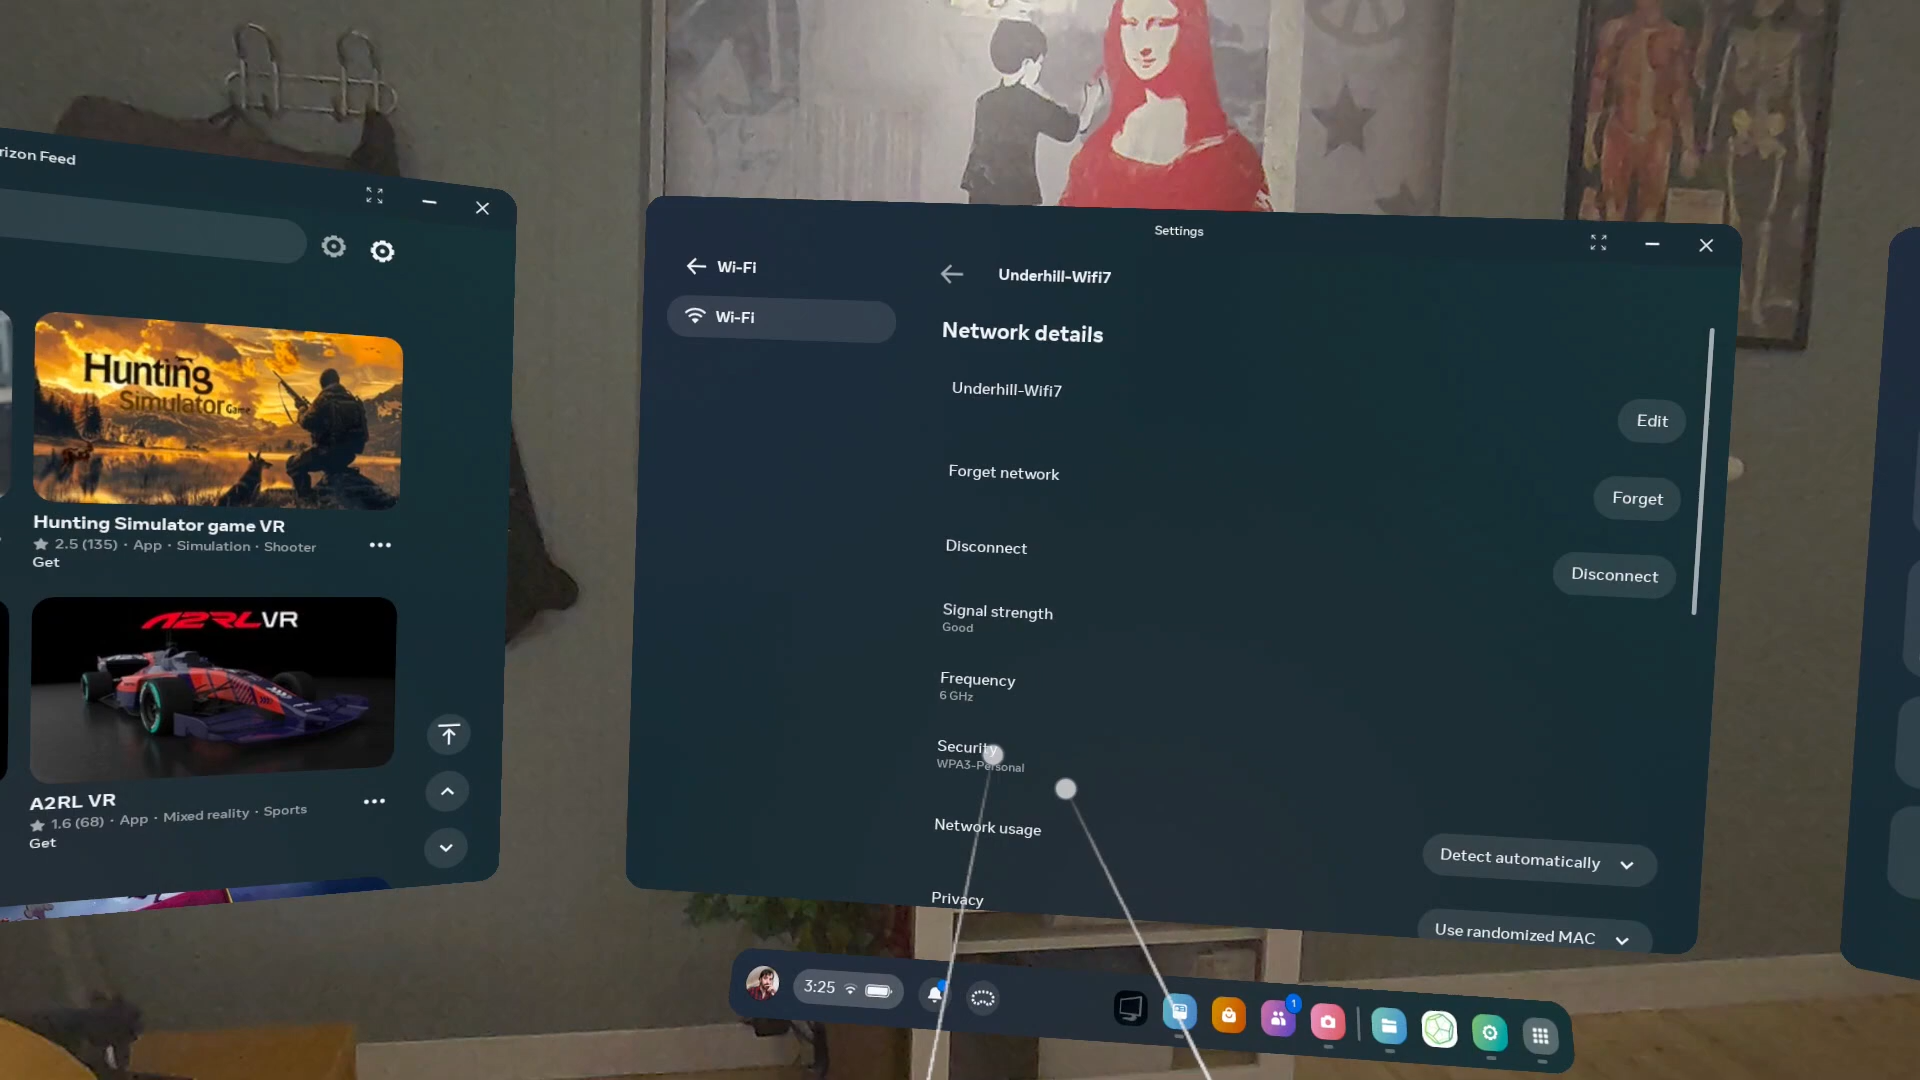 rizon Feed
Hunting
Simulator Game
Hunting Simulator game VR
2.5 (135) · App · Simulation · Shooter
Get
A2RL VR
A2RL VR
1.6 (68) · App · Mixed reality · Sports
Get
Settings
Wi-Fi
Wi-Fi
Underhill-Wifi7
Network details
Underhill-Wifi7
Edit
Forget network
Forget
Disconnect
Disconnect
Signal strength
Good
Frequency
6 GHz
Security
WPA3-Personal
Network usage
Detect automatically
Privacy
Use randomized MAC
3:25
1